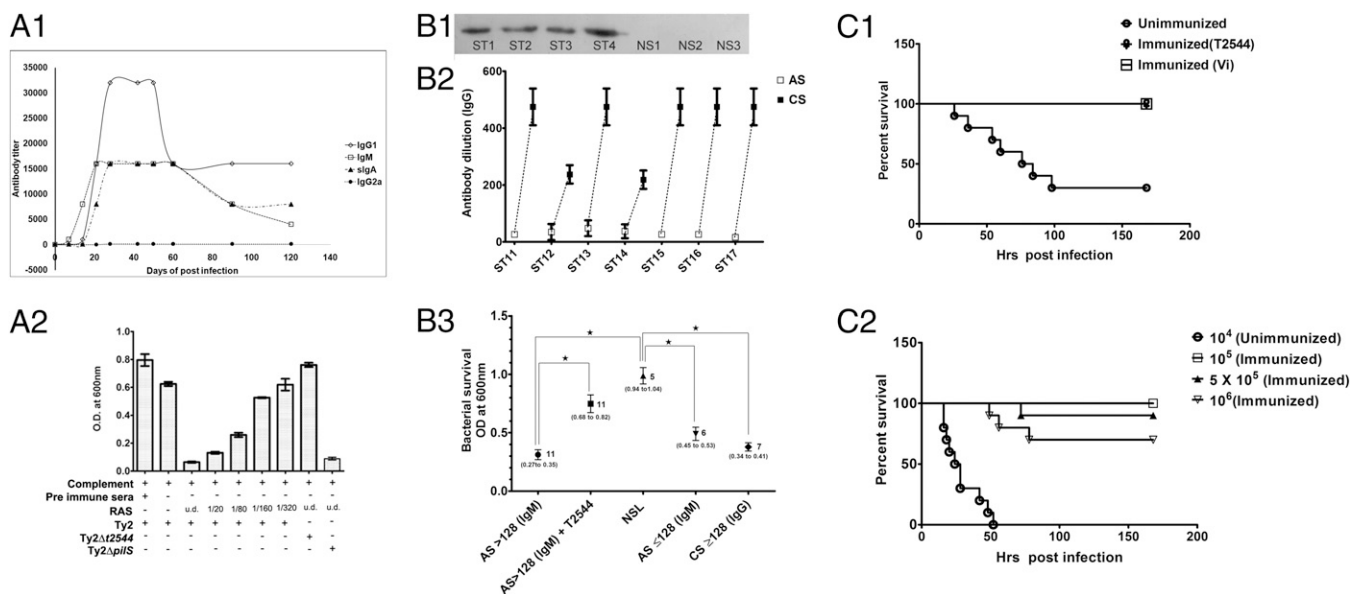 A1
35000
30000
25000
20000
15000
10000
5000
0
-5000
Antibody titer
0 20 40 60 80 100 120 140
Days of post infection
IgG1
IgM
sIgA
IgG2a
A2
1.0
0.8
0.6
0.4
0.2
0.0
O.D. at 600nm
Complement + + + + + + + + +
Pre immune sera + - - - - - - - -
RAS - - u.d. 1/20 1/80 1/160 1/320 u.d. u.d.
Ty2 + + + + + + + - -
Ty2Δt2544 - - - - - - - + -
Ty2ΔpilS - - - - - - - - +
B1
ST1 ST2 ST3 ST4 NS1 NS2 NS3
B2
600
400
200
0
Antibody dilution (IgG)
AS
CS
ST11 ST12 ST13 ST14 ST15 ST16 ST17
B3
1.5
1.0
0.5
0.0
Bacterial survival
OD at 600nm
★ ★
★ ★
5
(0.94 to1.04)
11
(0.68 to 0.82)
6
(0.45 to 0.53)
11
(0.27to 0.35)
7
(0.34 to 0.41)
AS >128 (IgM)
AS>128 (IgM) + T2544
NSL
AS ≤128 (IgM)
CS ≥128 (IgG)
C1
Unimmunized
Immunized(T2544)
Immunized (Vi)
150
100
50
0
Percent survival
0 50 100 150 200
Hrs post infection
C2
10⁴ (Unimmunized)
10⁵ (Immunized)
5 X 10⁵ (Immunized)
10⁶(Immunized)
150
100
50
0
Percent survival
0 50 100 150 200
Hrs post infection